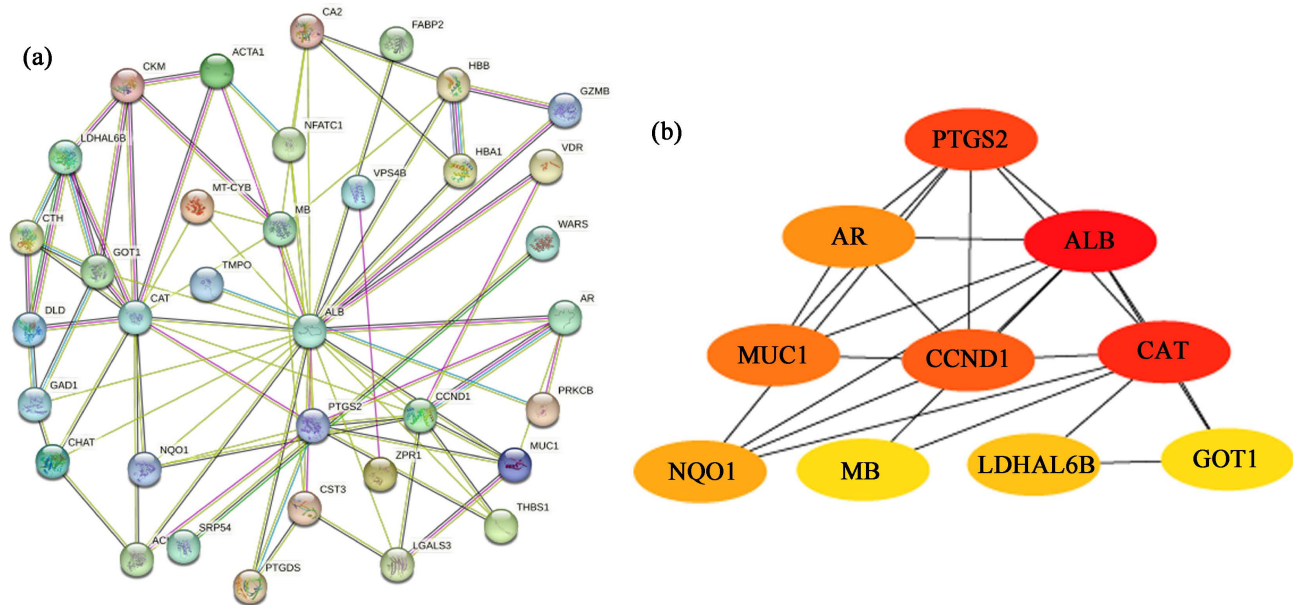 (a)
CA2
FABP2
ACTA1
CKM
HBB
GZMB
NFATC1
LDHAL6B
HBA1
VDR
VPS4B
MT-CYB
MB
CTH
WARS
GOT1
TMPO
CAT
ALB
AR
DLD
PRKCB
GAD1
PTGS2
CCND1
CHAT
NQO1
ZPR1
MUC1
CST3
THBS1
SRP54
LGALS3
PTGDS
(b)
PTGS2
AR
ALB
MUC1
CCND1
CAT
NQO1
MB
LDHAL6B
GOT1